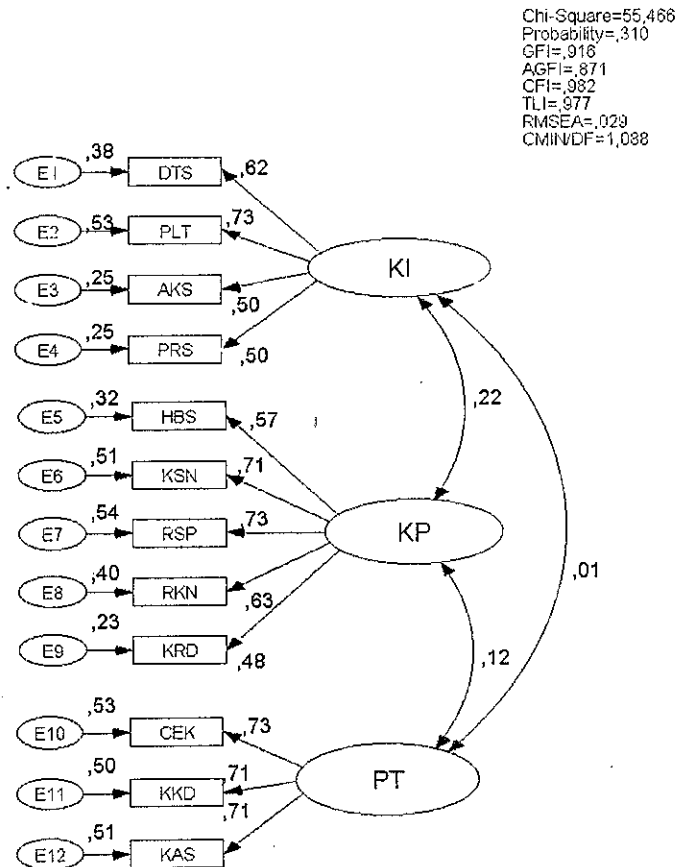 Chi-Square=55,466
Probability=,310
GFI=,916
AGFI=,871
CFI=,982
TLI=,977
RMSEA=,029
CMIN/DF=1,088
,38
E1
DTS
,62
,53
E2
PLT
,73
KI
,25
E3
AKS
,50
,25
E4
PRS
,50
,22
,32
E5
HBS
,57
,51
E6
KSN
,71
,54
E7
RSP
,73
KP
,01
,40
E8
RKN
,63
,23
E9
KRD
,48
,12
,53
E10
CEK
,73
,50
E11
KKD
,71
PT
,71
,51
E12
KAS